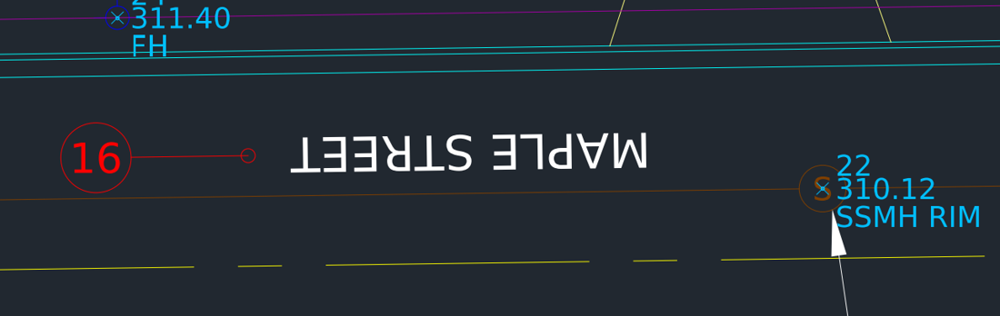 311.40
FH
16
MAPLE STREET
S
22
310.12
SSMH RIM